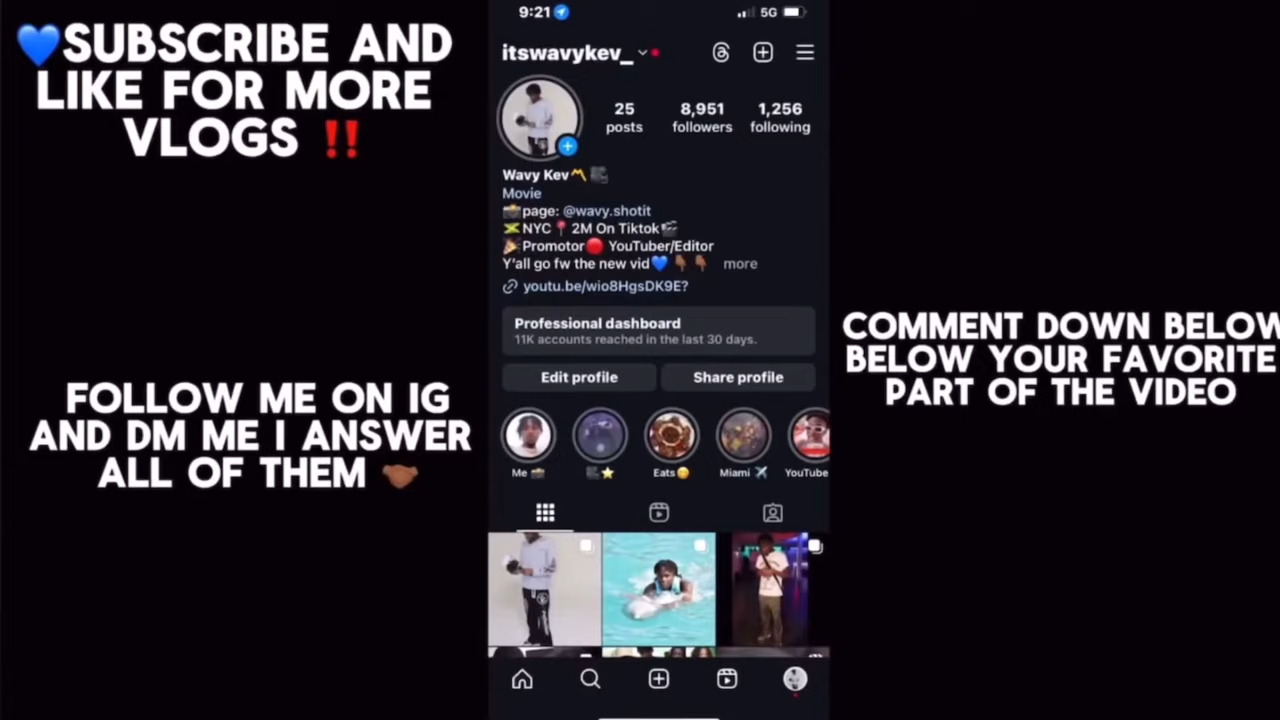 💙SUBSCRIBE AND
LIKE FOR MORE
VLOGS ‼️
FOLLOW ME ON IG
AND DM ME I ANSWER
ALL OF THEM 🤝🏾
9:21
5G
itswavykev_
25
posts
8,951
followers
1,256
following
Wavy Kev〽️🎥
Movie
📸page: @wavy.shotit
🇯🇲NYC📍2M On Tiktok🎬
🎉Promotor🔴 YouTuber/Editor
Y'all go fw the new vid💙👇🏾👇🏾 more
youtu.be/wio8HgsDK9E?
Professional dashboard
11K accounts reached in the last 30 days.
Edit profile
Share profile
Me 📸
🎥⭐
Eats😋
Miami ✈️
YouTube
COMMENT DOWN BELOW
BELOW YOUR FAVORITE
PART OF THE VIDEO